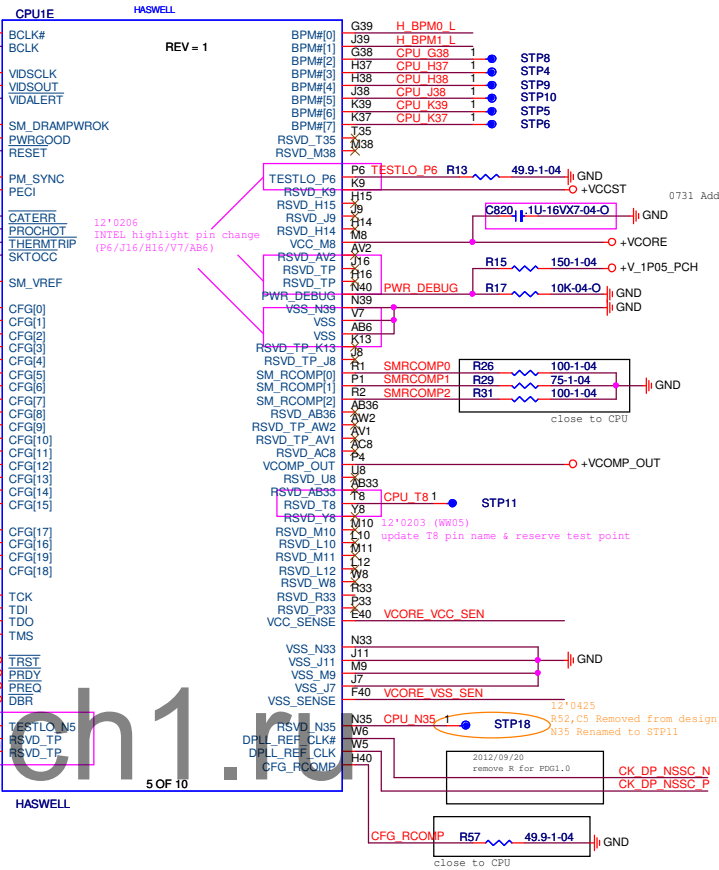 CPU1E HASWELL
BCLK# BPM#[0] G39 H_BPM0_L
BCLK REV = 1 BPM#[1] J39 H_BPM1_L
BPM#[2] G38 CPU_G38 1 STP8
VIDSCLK BPM#[3] H37 CPU_H37 1 STP4
VIDSOUT BPM#[4] H38 CPU_H38 1 STP9
VIDALERT BPM#[5] J38 CPU_J38 1 STP10
BPM#[6] K39 CPU_K39 1 STP5
SM_DRAMPWROK BPM#[7] K37 CPU_K37 1 STP6
PWRGOOD RSVD_T35 T35
RESET RSVD_M38 M38
PM_SYNC TESTLO_P6 P6 TESTLO_P6 R13 49.9-1-04 GND
PECI RSVD_K9 K9 +VCCST
RSVD_H15 H15 0731 Add
CATERR RSVD_J9 J9 C820 .1U-16VX7-04-O GND
PROCHOT RSVD_H14 H14
THERMTRIP VCC_M8 M8 +VCORE
SKTOCC RSVD_AV2 AV2
12'0206
INTEL highlight pin change
(P6/J16/H16/V7/AB6)
RSVD_TP J16 R15 150-1-04 +V_1P05_PCH
SM_VREF RSVD_TP H16
PWR_DEBUG N40 PWR_DEBUG R17 10K-04-O GND
CFG[0] VSS_N39 N39 GND
CFG[1] VSS V7
CFG[2] VSS AB6
CFG[3] RSVD_TP_K13 K13
CFG[4] RSVD_TP_J8 J8
CFG[5] SM_RCOMP[0] R1 SMRCOMP0 R26 100-1-04
CFG[6] SM_RCOMP[1] P1 SMRCOMP1 R29 75-1-04 GND
CFG[7] SM_RCOMP[2] R2 SMRCOMP2 R31 100-1-04
CFG[8] RSVD_AB36 AB36 close to CPU
CFG[9] RSVD_TP_AW2 AW2
CFG[10] RSVD_TP_AV1 AV1
CFG[11] RSVD_AC8 AC8
CFG[12] VCOMP_OUT P4 +VCOMP_OUT
CFG[13] RSVD_U8 U8
CFG[14] RSVD_AB33 AB33
CFG[15] RSVD_T8 T8 CPU_T8 1 STP11
RSVD_Y8 Y8
12'0203 (WW05)
update T8 pin name & reserve test point
CFG[17] RSVD_M10 M10
CFG[16] RSVD_L10 L10
CFG[19] RSVD_M11 M11
CFG[18] RSVD_L12 L12
RSVD_W8 W8
TCK RSVD_R33 R33
TDI RSVD_P33 P33
TDO VCC_SENSE E40 VCORE_VCC_SEN
TMS
VSS_N33 N33
TRST VSS_J11 J11 GND
PRDY VSS_M9 M9
PREQ VSS_J7 J7
DBR VSS_SENSE F40 VCORE_VSS_SEN
12'0425
R52,C5 Removed from design
N35 Renamed to STP11
TESTLO_N5 RSVD_N35 N35 CPU_N35 1 STP18
RSVD_TP DPLL_REF_CLK# W6
RSVD_TP DPLL_REF_CLK W5
CFG_RCOMP H40
2012/09/20
remove R for PDG1.0
CK_DP_NSSC_N
CK_DP_NSSC_P
ch1.ru
5 OF 10
HASWELL
CFG_RCOMP R57 49.9-1-04 GND
close to CPU